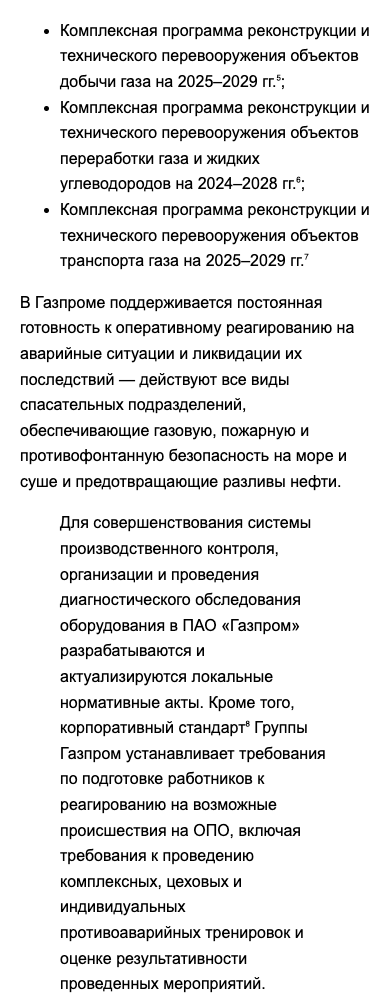 • Комплексная программа реконструкции и
технического перевооружения объектов
добычи газа на 2025–2029 гг.⁵;
• Комплексная программа реконструкции и
технического перевооружения объектов
переработки газа и жидких
углеводородов на 2024–2028 гг.⁶;
• Комплексная программа реконструкции и
технического перевооружения объектов
транспорта газа на 2025–2029 гг.⁷
В Газпроме поддерживается постоянная
готовность к оперативному реагированию на
аварийные ситуации и ликвидации их
последствий — действуют все виды
спасательных подразделений,
обеспечивающие газовую, пожарную и
противофонтанную безопасность на море и
суше и предотвращающие разливы нефти.
Для совершенствования системы
производственного контроля,
организации и проведения
диагностического обследования
оборудования в ПАО «Газпром»
разрабатываются и
актуализируются локальные
нормативные акты. Кроме того,
корпоративный стандарт⁸ Группы
Газпром устанавливает требования
по подготовке работников к
реагированию на возможные
происшествия на ОПО, включая
требования к проведению
комплексных, цеховых и
индивидуальных
противоаварийных тренировок и
оценке результативности
проведенных мероприятий.